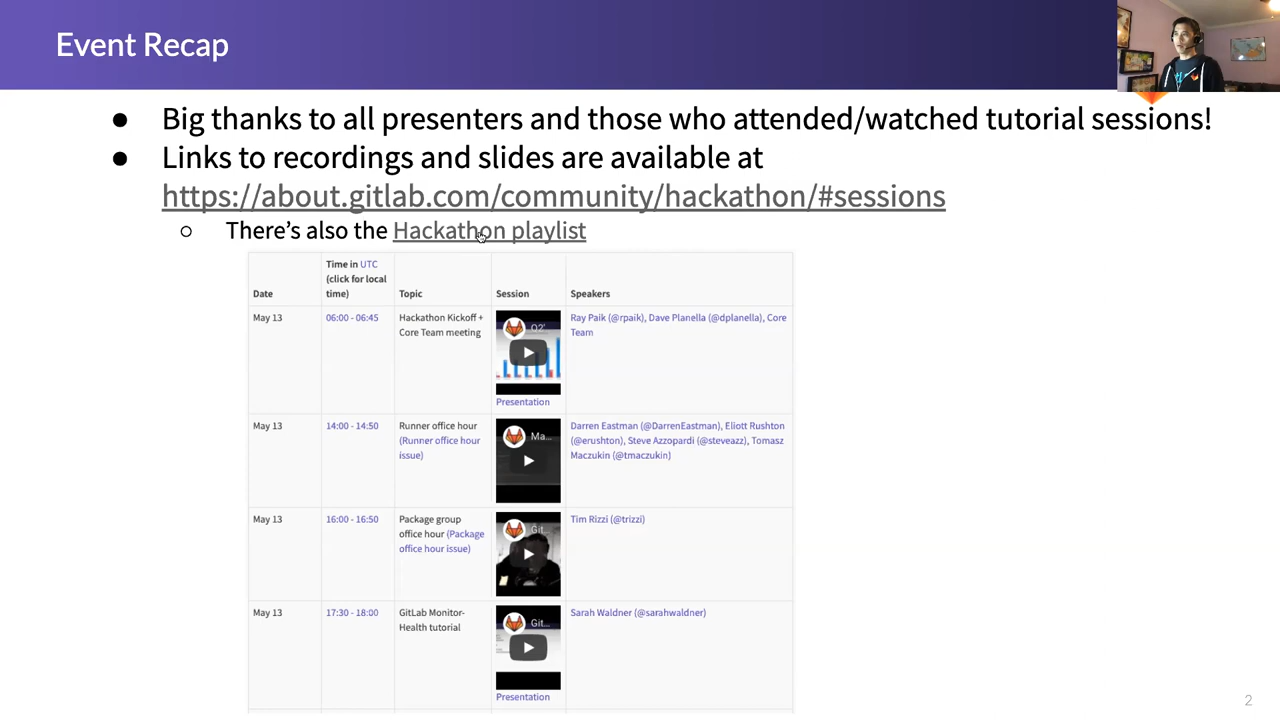 Event Recap
● Big thanks to all presenters and those who attended/watched tutorial sessions!
● Links to recordings and slides are available at
https://about.gitlab.com/community/hackathon/#sessions
○ There's also the Hackathon playlist
Date
Time in UTC
(click for local
time)
Topic
Session
Speakers
May 13
06:00 - 06:45
Hackathon Kickoff +
Core Team meeting
Q2'
Presentation
Ray Paik (@rpaik), Dave Planella (@dplanella), Core
Team
May 13
14:00 - 14:50
Runner office hour
(Runner office hour
issue)
Ma...
Darren Eastman (@DarrenEastman), Eliott Rushton
(@erushton), Steve Azzopardi (@steveazz), Tomasz
Maczukin (@tmaczukin)
May 13
16:00 - 16:50
Package group
office hour (Package
office hour issue)
Git...
Tim Rizzi (@trizzi)
May 13
17:30 - 18:00
GitLab Monitor-
Health tutorial
Git...
Presentation
Sarah Waldner (@sarahwaldner)
2